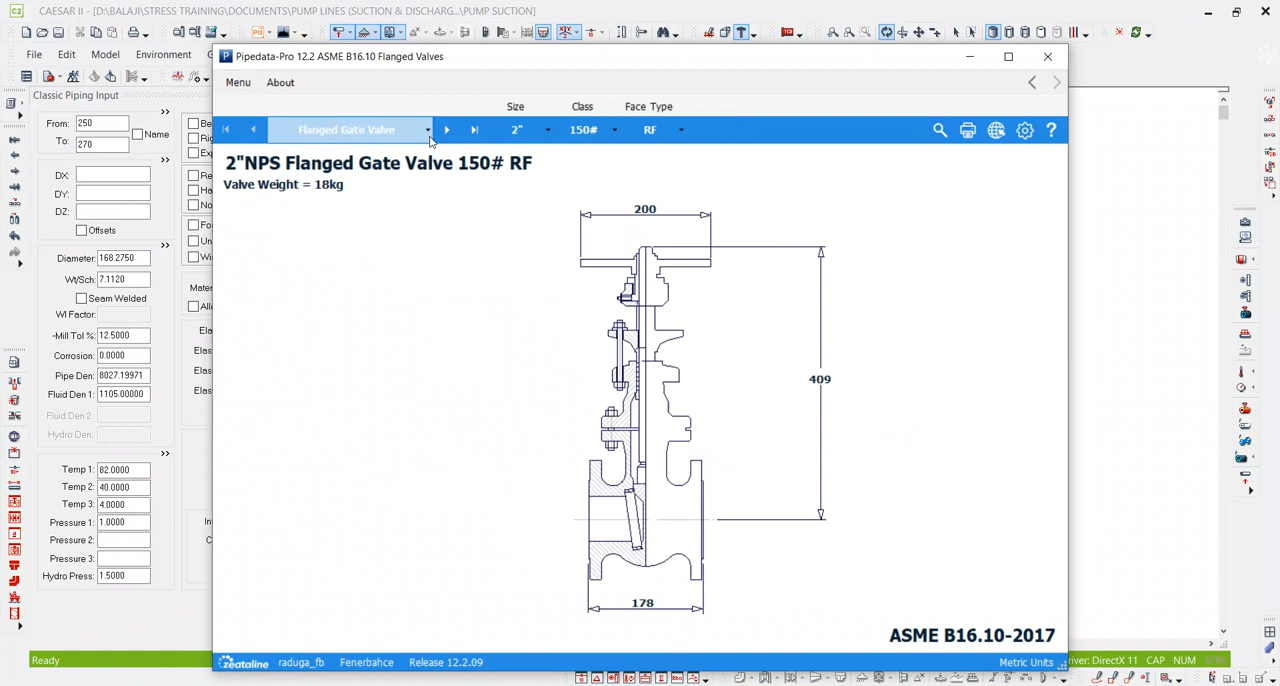 CAESAR II - [D:\BALAJI\STRESS TRAINING\DOCUMENTS\PUMP LINES (SUCTION & DISCHARG...\PUMP SUCTION]
File Edit Model Environment
Classic Piping Input
From: 250
To: 270
Name
DX:
DY:
DZ:
Offsets
Diameter: 168.2750
Wt/Sch: 7.1120
Seam Welded
Wl Factor:
-Mill Tol %: 12.5000
Corrosion: 0.0000
Pipe Den: 8027.19971
Fluid Den 1: 1105.00000
Fluid Den 2:
Hydro Den:
Temp 1: 82.0000
Temp 2: 40.0000
Temp 3: 4.0000
Pressure 1: 1.0000
Pressure 2:
Pressure 3:
Hydro Press: 1.5000
Ready
Pipedata-Pro 12.2 ASME B16.10 Flanged Valves
Menu About
Size Class Face Type
Flanged Gate Valve 2" 150# RF
2"NPS Flanged Gate Valve 150# RF
Valve Weight = 18kg
200
409
178
ASME B16.10-2017
zeataline raduga_fb Fenerbahce Release 12.2.09 Metric Units
river: DirectX 11 CAP NUM